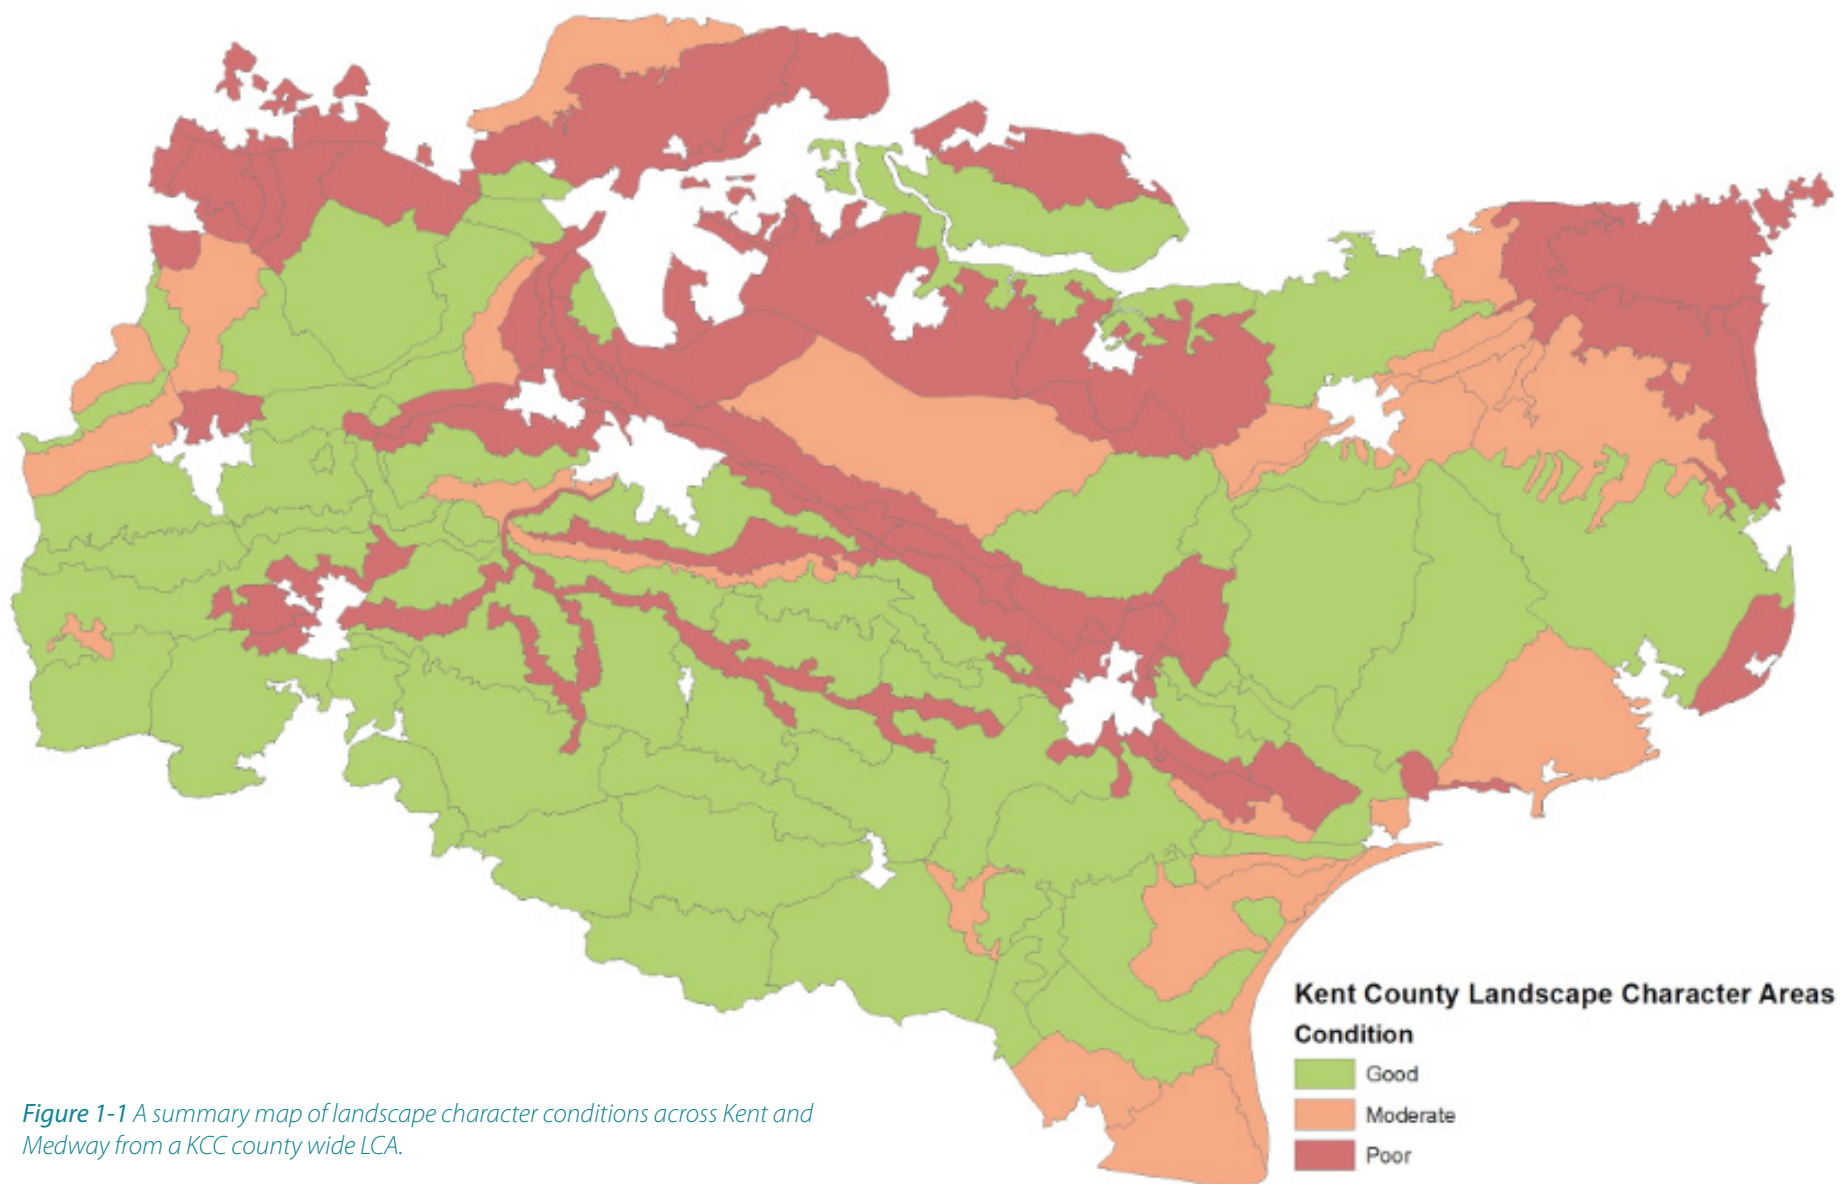 Kent County Landscape Character Areas
Condition
Good
Moderate
Poor
Figure 1-1 A summary map of landscape character conditions across Kent and
Medway from a KCC county wide LCA.